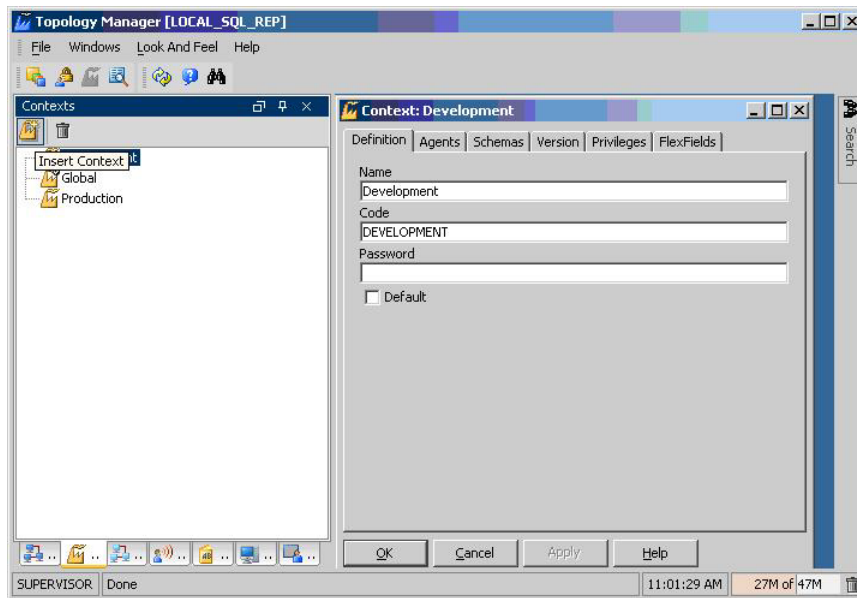 Topology Manager [LOCAL_SQL_REP]
File Windows Look And Feel Help
Contexts
Insert Context
Global
Production
Context: Development
Definition Agents Schemas Version Privileges FlexFields
Name
Development
Code
DEVELOPMENT
Password
Default
OK Cancel Apply Help
Search
SUPERVISOR Done 11:01:29 AM 27M of 47M